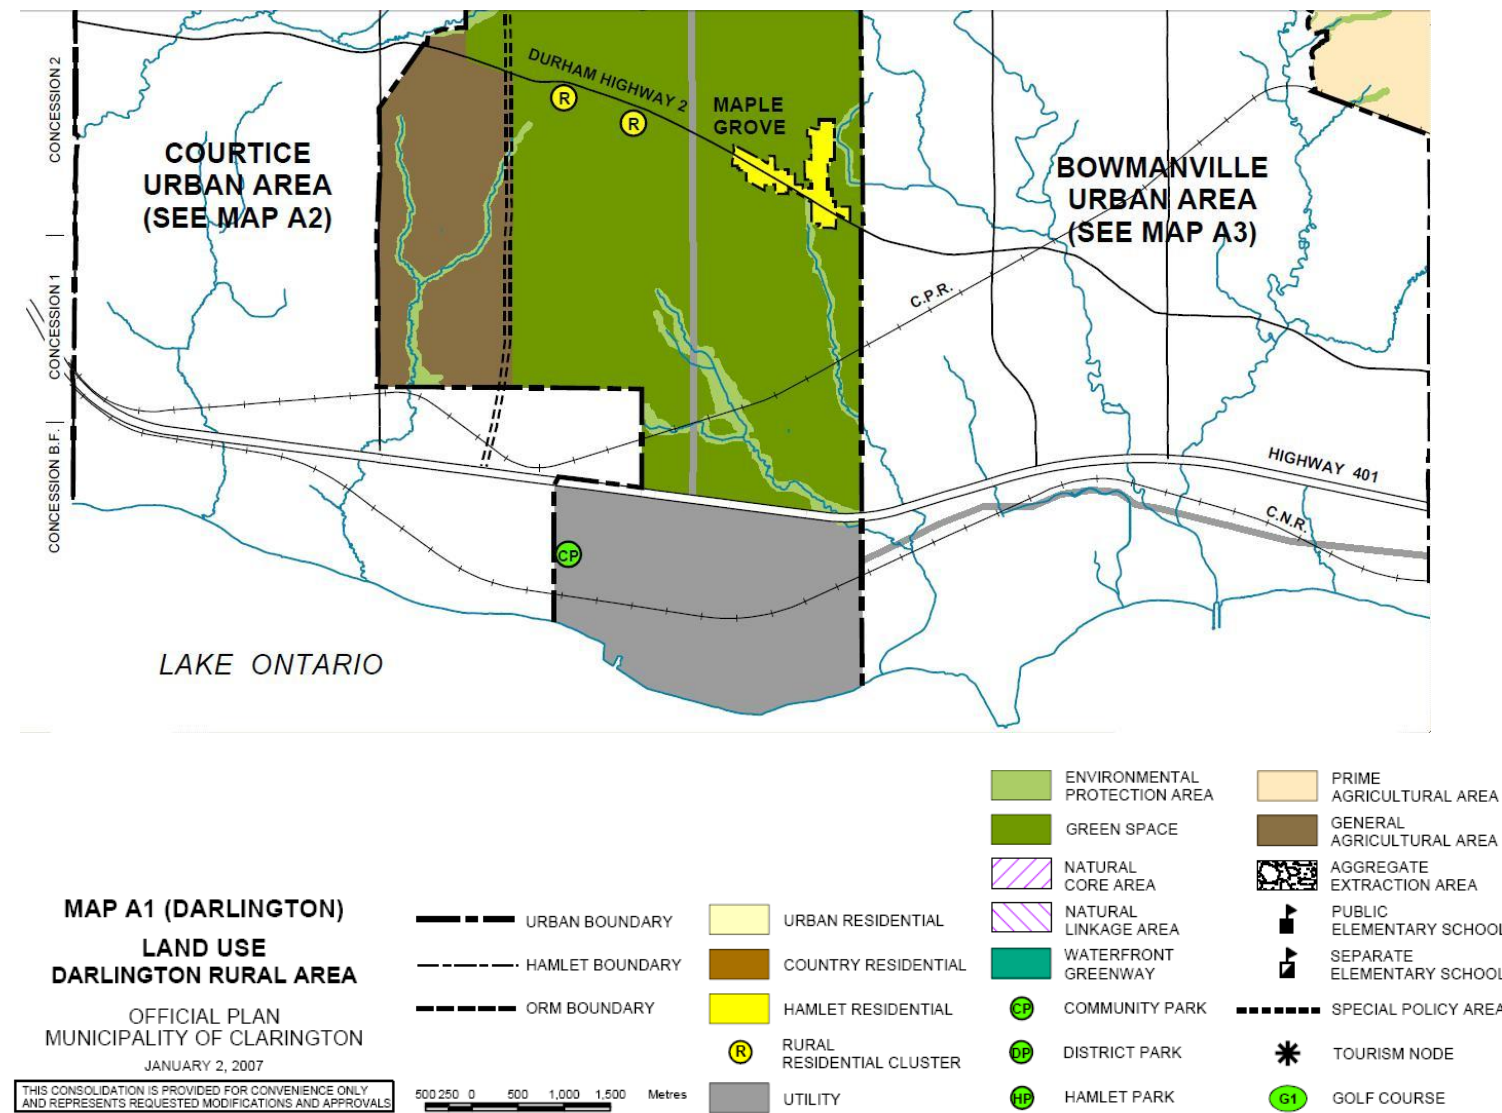 CONCESSION 2
CONCESSION 1
CONCESSION B.F.
COURTICE
URBAN AREA
(SEE MAP A2)
DURHAM HIGHWAY 2
R
R
MAPLE
GROVE
BOWMANVILLE
URBAN AREA
(SEE MAP A3)
C.P.R.
HIGHWAY 401
C.N.R.
CP
LAKE ONTARIO
MAP A1 (DARLINGTON)
LAND USE
DARLINGTON RURAL AREA
OFFICIAL PLAN
MUNICIPALITY OF CLARINGTON
JANUARY 2, 2007
THIS CONSOLIDATION IS PROVIDED FOR CONVENIENCE ONLY
AND REPRESENTS REQUESTED MODIFICATIONS AND APPROVALS
URBAN BOUNDARY
HAMLET BOUNDARY
ORM BOUNDARY
500 250 0 500 1,000 1,500 Metres
URBAN RESIDENTIAL
COUNTRY RESIDENTIAL
HAMLET RESIDENTIAL
R
RURAL
RESIDENTIAL CLUSTER
UTILITY
ENVIRONMENTAL
PROTECTION AREA
GREEN SPACE
NATURAL
CORE AREA
NATURAL
LINKAGE AREA
WATERFRONT
GREENWAY
CP COMMUNITY PARK
DP DISTRICT PARK
HP HAMLET PARK
PRIME
AGRICULTURAL AREA
GENERAL
AGRICULTURAL AREA
AGGREGATE
EXTRACTION AREA
PUBLIC
ELEMENTARY SCHOOL
SEPARATE
ELEMENTARY SCHOOL
SPECIAL POLICY AREA
TOURISM NODE
G1 GOLF COURSE